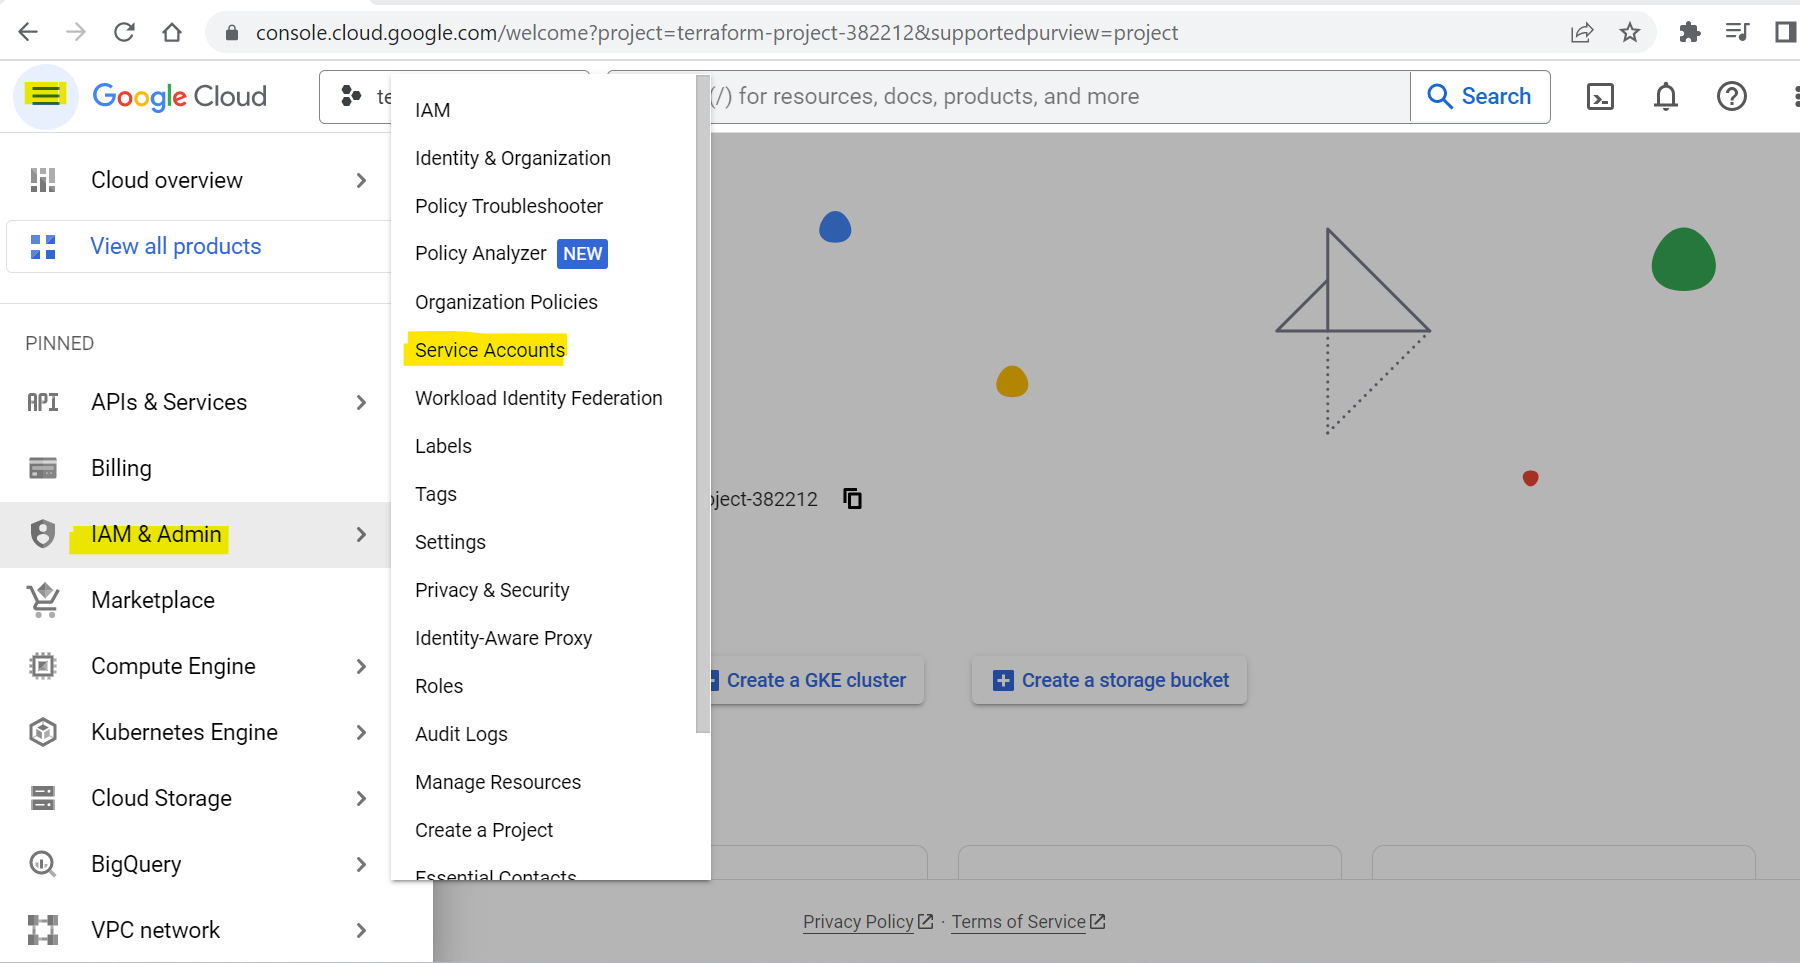 console.cloud.google.com/welcome?project=terraform-project-382212&supportedpurview=project
Google Cloud
te
(/) for resources, docs, products, and more
Search
Cloud overview
View all products
PINNED
API APIs & Services
Billing
IAM & Admin
Marketplace
Compute Engine
Kubernetes Engine
Cloud Storage
BigQuery
VPC network
IAM
Identity & Organization
Policy Troubleshooter
Policy Analyzer NEW
Organization Policies
Service Accounts
Workload Identity Federation
Labels
Tags
Settings
Privacy & Security
Identity-Aware Proxy
Roles
Audit Logs
Manage Resources
Create a Project
Essential Contacts
oject-382212
Create a GKE cluster
Create a storage bucket
Privacy Policy · Terms of Service